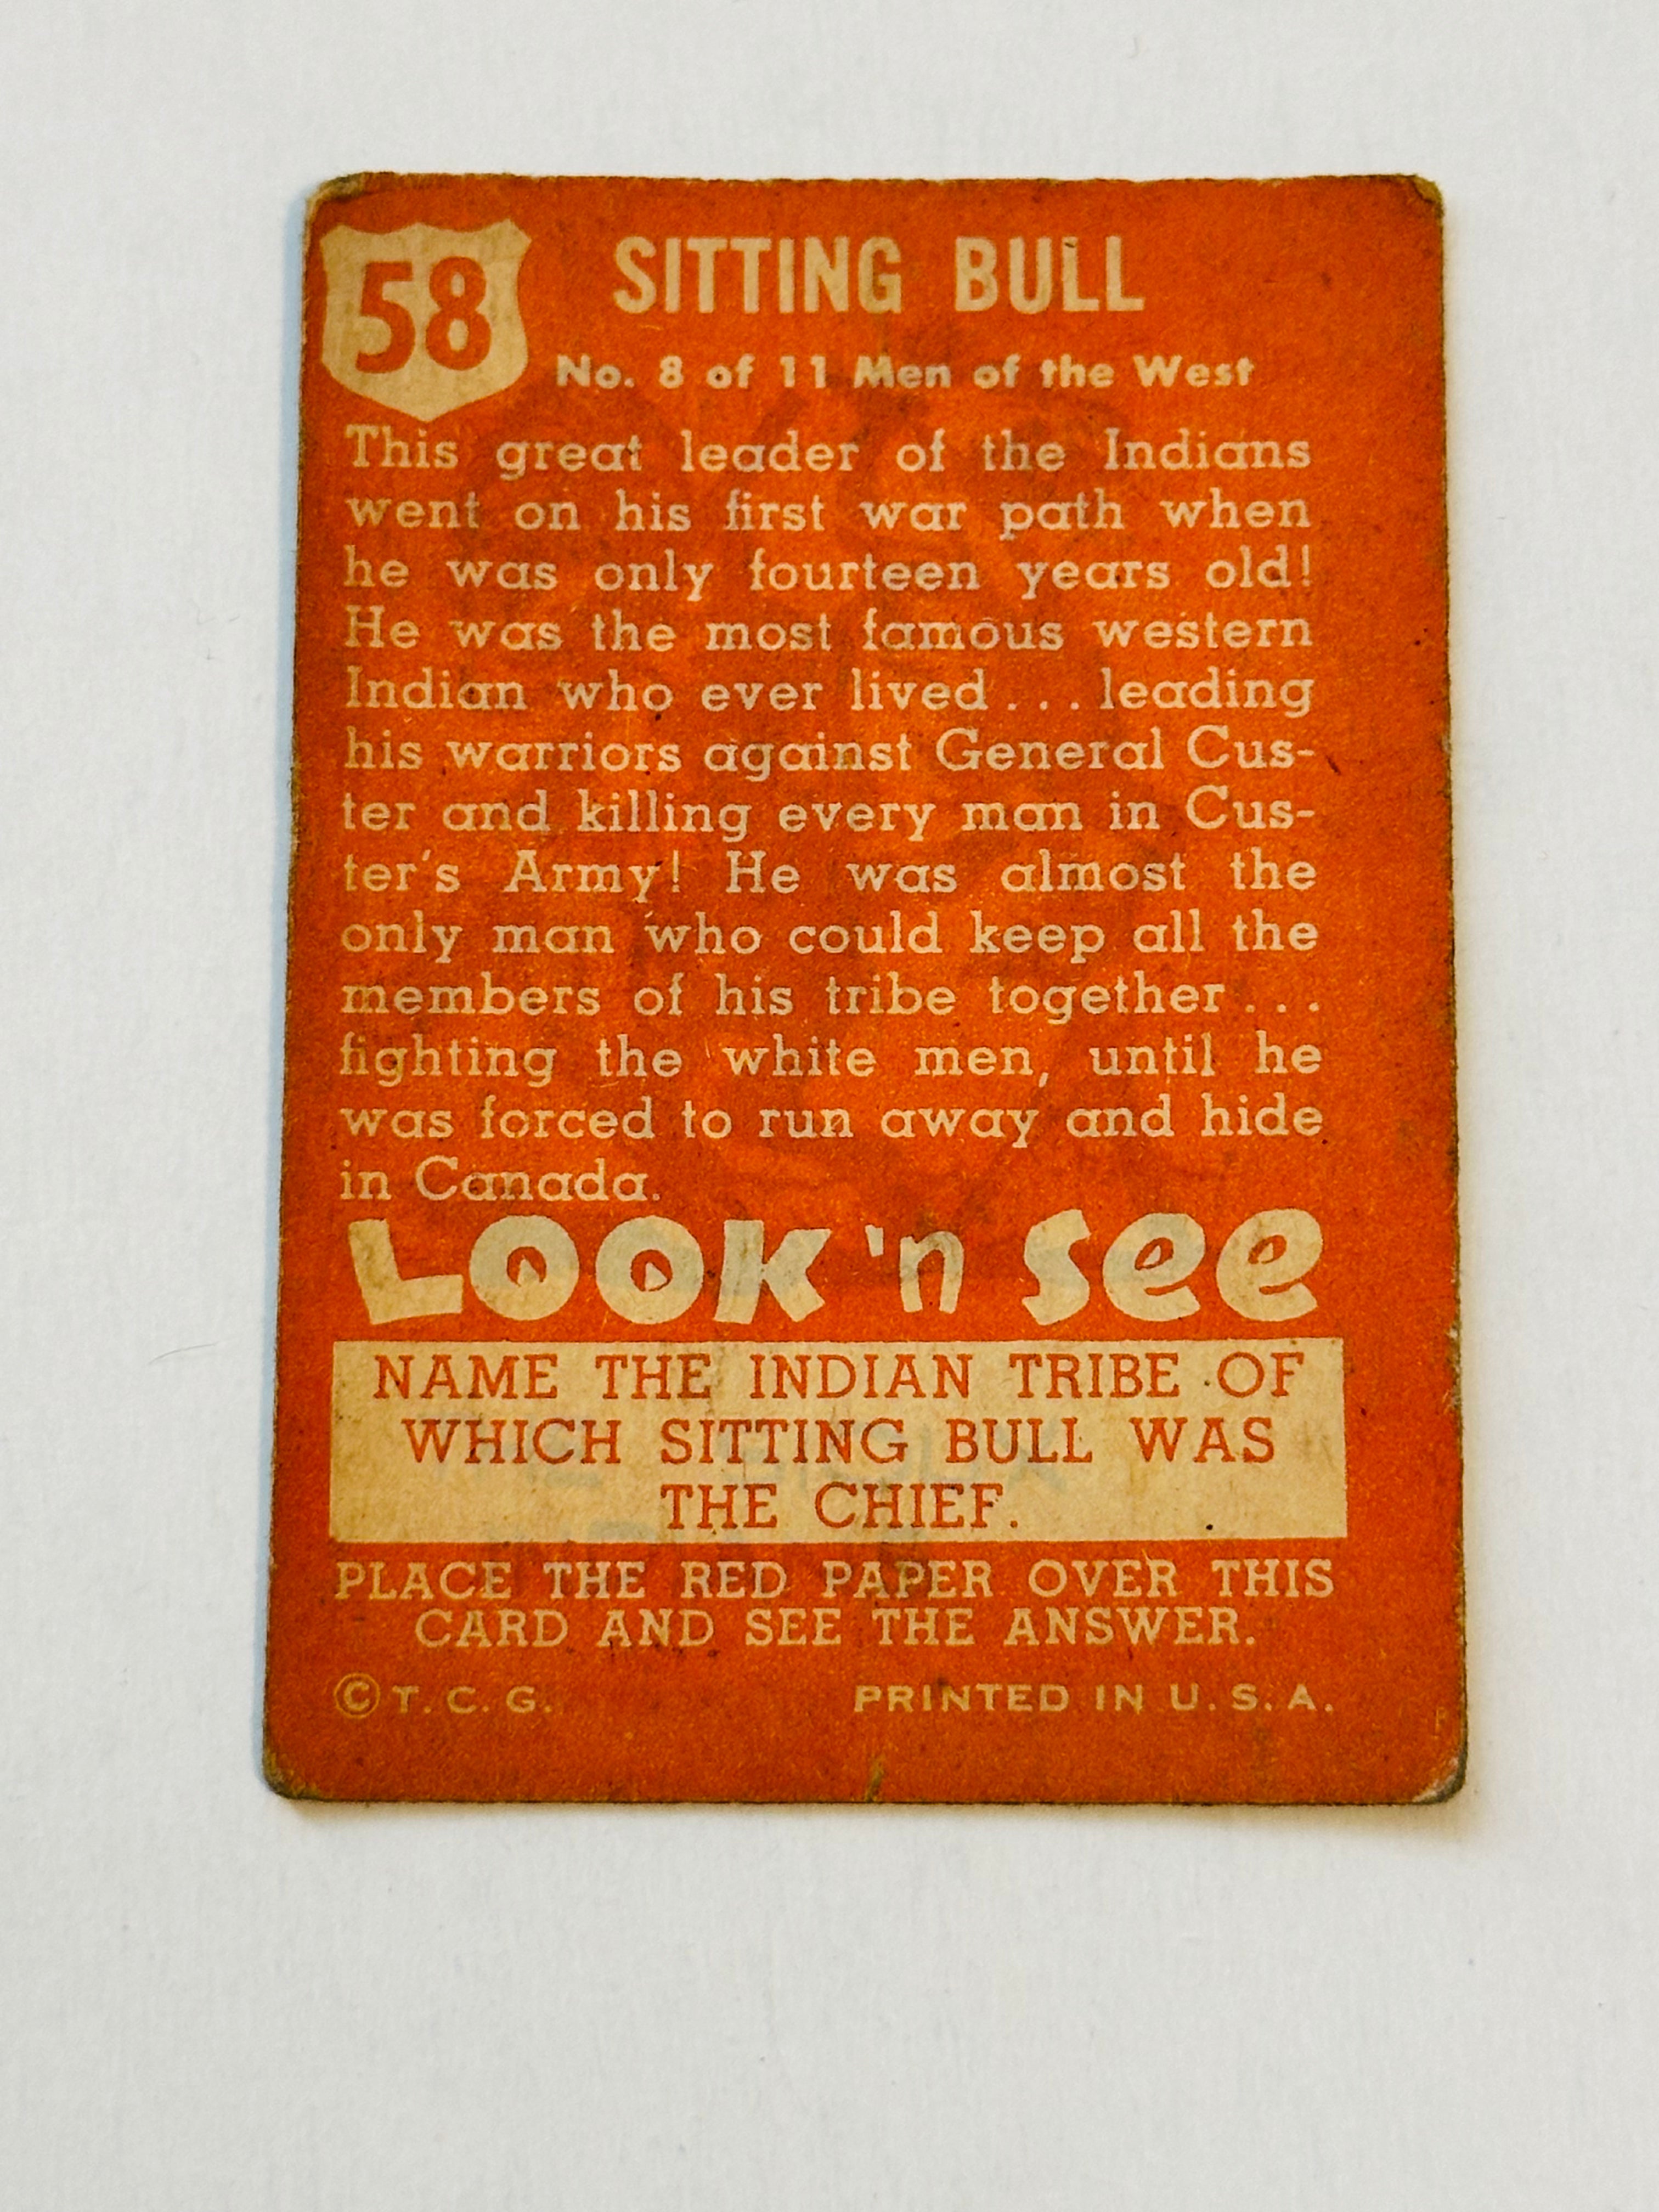 58
SITTING BULL
No. 8 of 11 Men of the West
This great leader of the Indians
went on his first war path when
he was only fourteen years old!
He was the most famous western
Indian who ever lived . . . leading
his warriors against General Cus-
ter and killing every man in Cus-
ter's Army! He was almost the
only man who could keep all the
members of his tribe together . . .
fighting the white men, until he
was forced to run away and hide
in Canada.
LOOK 'n See
NAME THE INDIAN TRIBE OF
WHICH SITTING BULL WAS
THE CHIEF.
PLACE THE RED PAPER OVER THIS
CARD AND SEE THE ANSWER.
© T. C. G. PRINTED IN U. S. A.